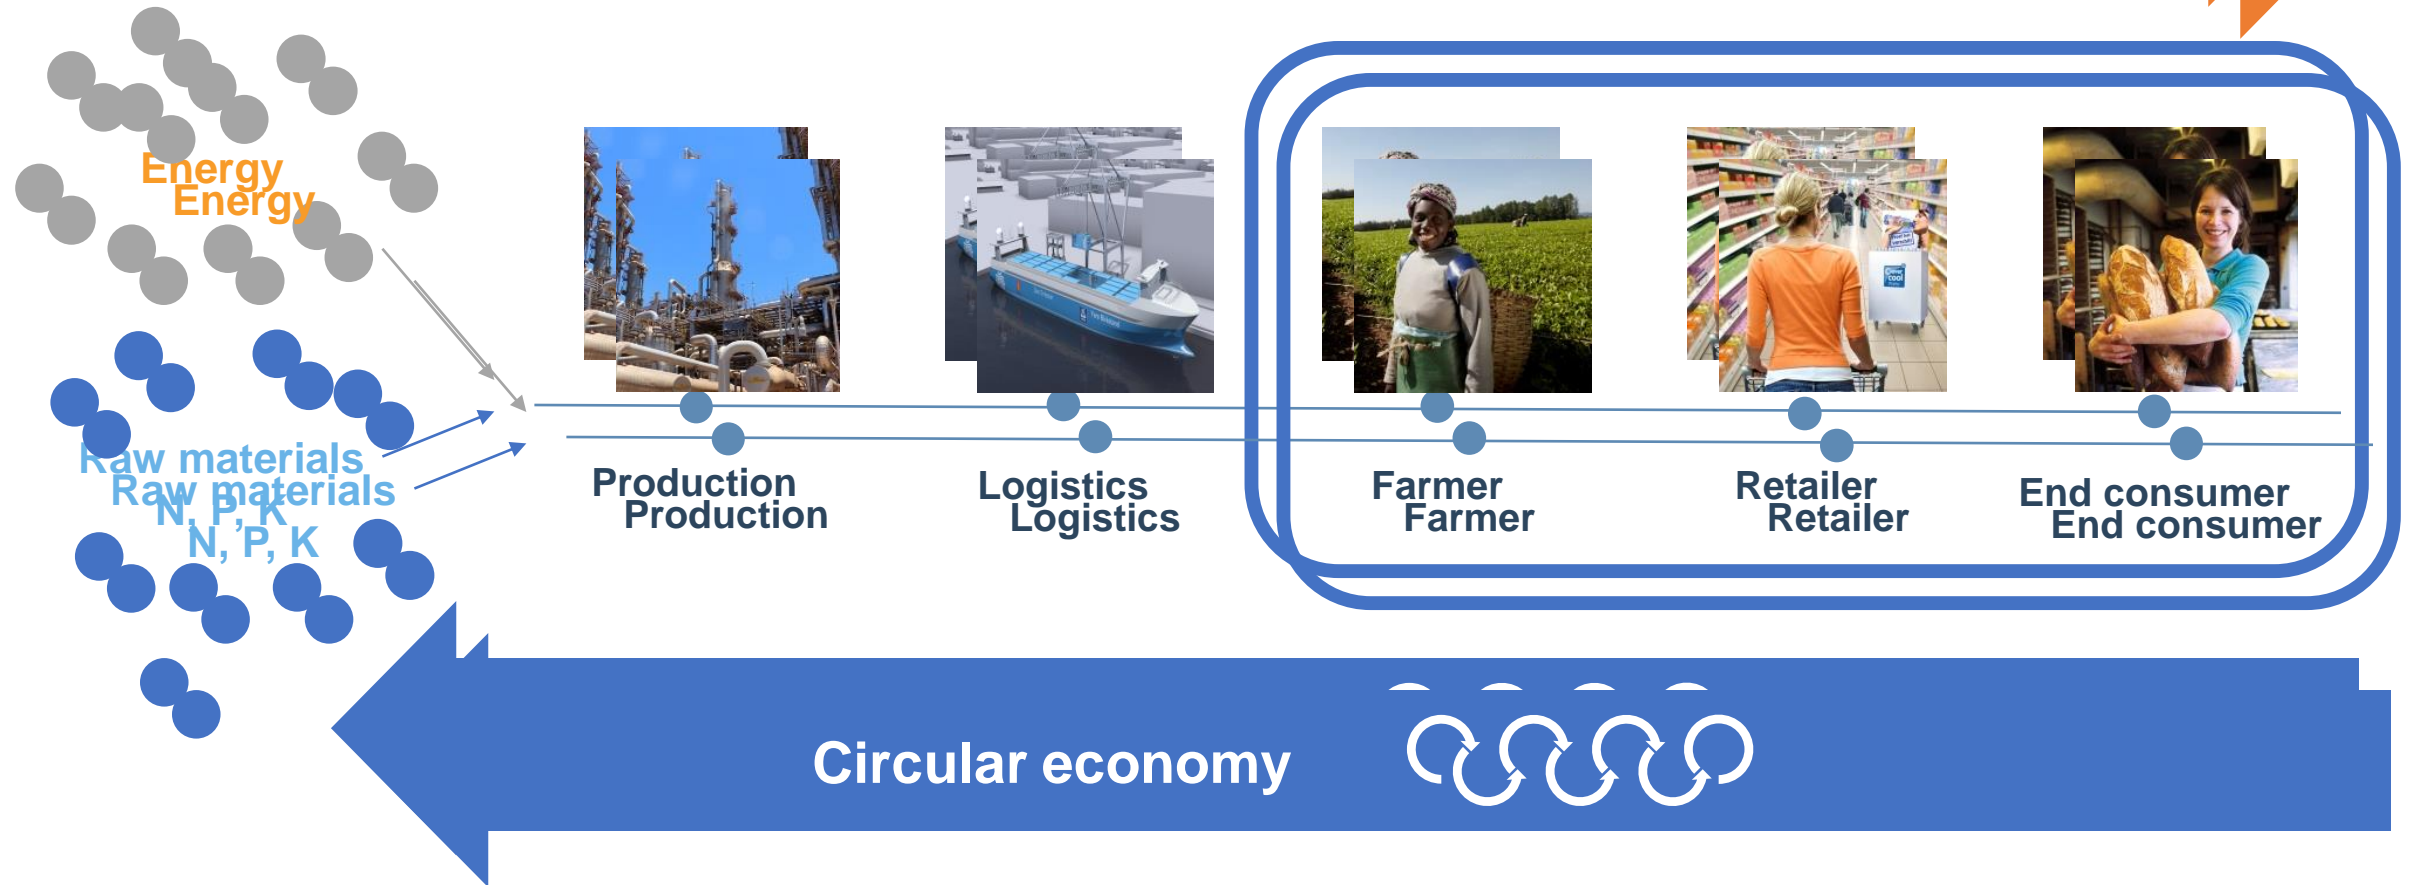 Energy
Energy
Raw materials
Raw materials
N, P, K
N, P, K
Production
Production
Logistics
Logistics
Farmer
Farmer
Retailer
Retailer
End consumer
End consumer
Circular economy